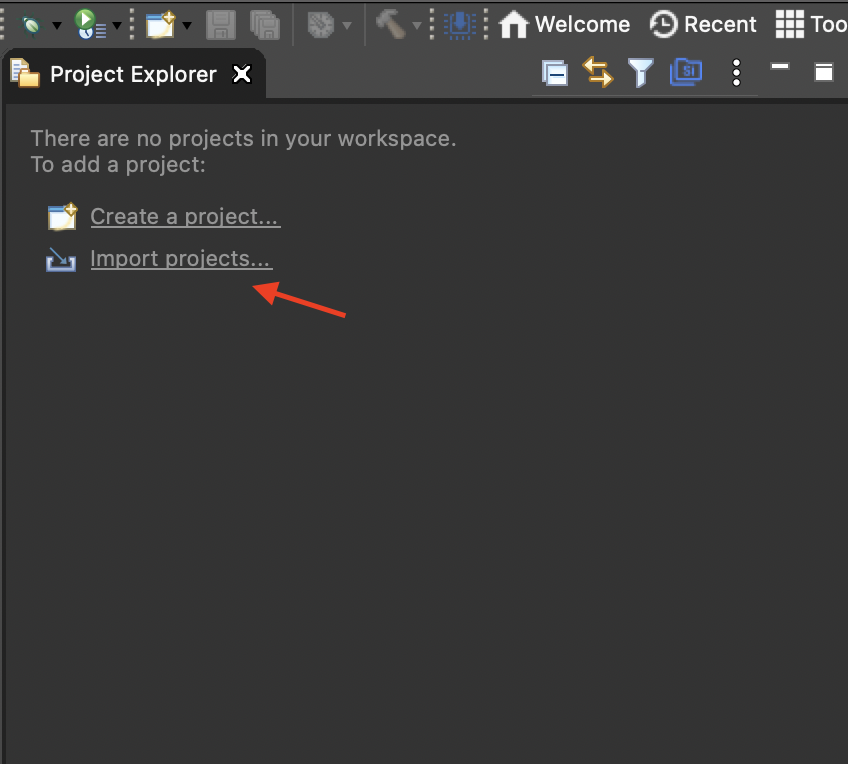 Welcome
Recent
Too
Project Explorer
SI
There are no projects in your workspace.
To add a project:
Create a project...
Import projects...